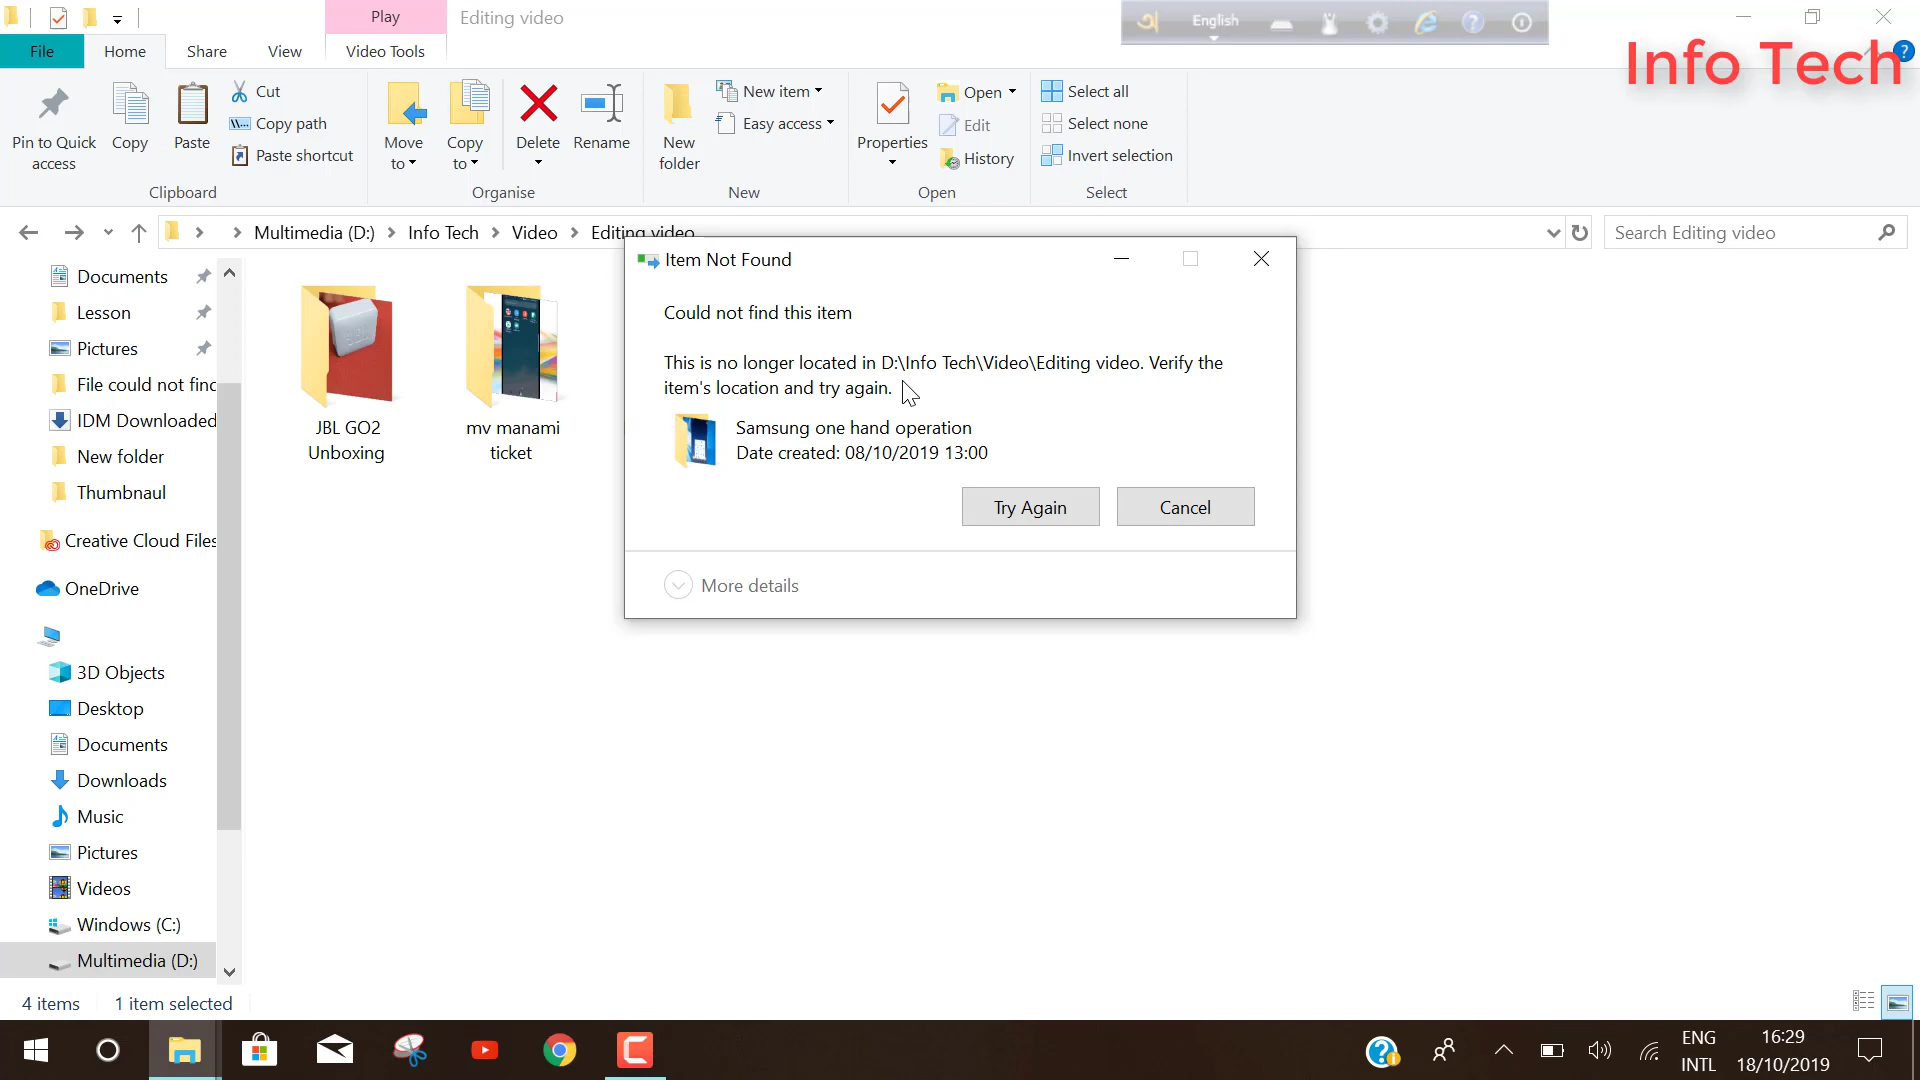 Play
Editing video
English
Info Tech
File
Home
Share
View
Video Tools
Pin to Quick
access
Copy
Paste
Cut
Copy path
Paste shortcut
Clipboard
Move
to
Copy
to
Delete
Rename
Organise
New
folder
New item
Easy access
New
Properties
Open
Edit
History
Open
Select all
Select none
Invert selection
Select
Multimedia (D:)
Info Tech
Video
Editing video
Search Editing video
Documents
Lesson
Pictures
File could not find
IDM Downloaded
New folder
Thumbnaul
Creative Cloud Files
OneDrive
3D Objects
Desktop
Documents
Downloads
Music
Pictures
Videos
Windows (C:)
Multimedia (D:)
JBL GO2
Unboxing
mv manami
ticket
Item Not Found
Could not find this item
This is no longer located in D:\Info Tech\Video\Editing video. Verify the
item's location and try again.
Samsung one hand operation
Date created: 08/10/2019 13:00
Try Again
Cancel
More details
4 items
1 item selected
ENG
INTL
16:29
18/10/2019